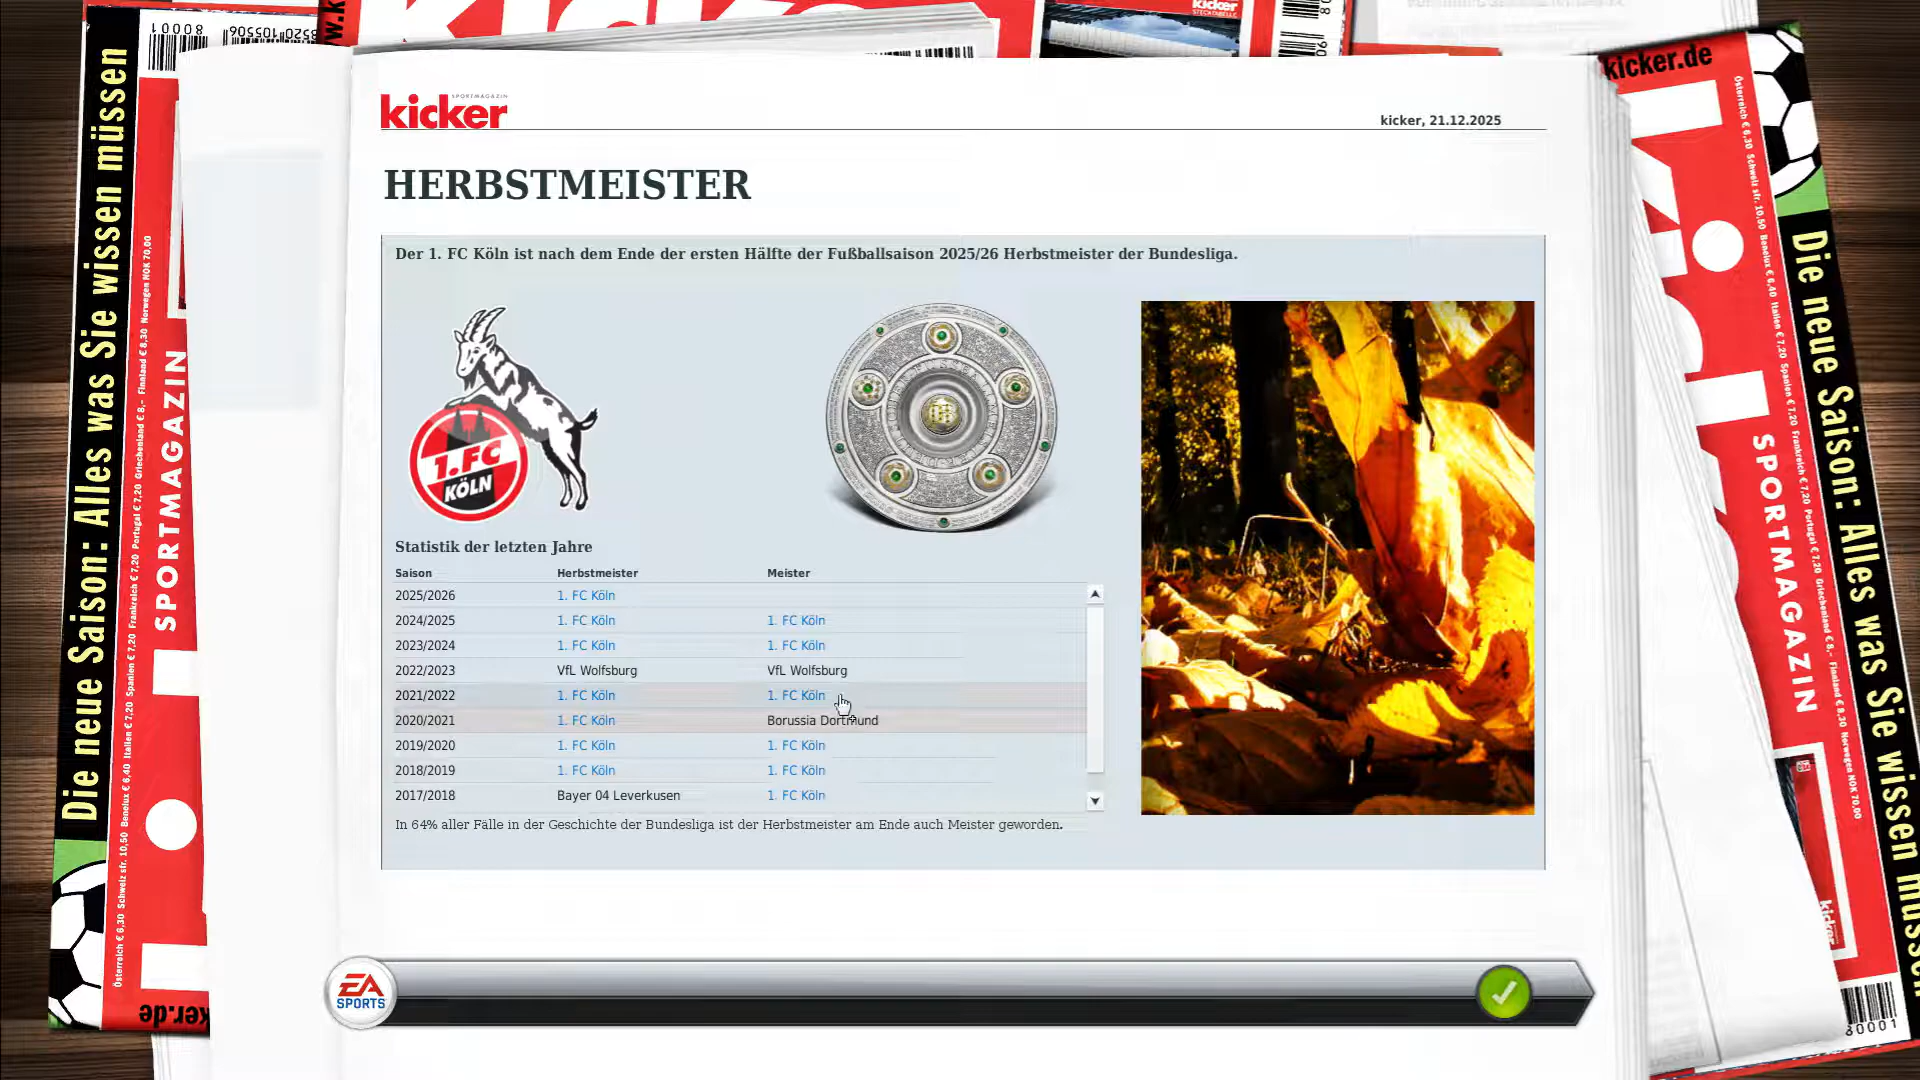 kicker
SPORTMAGAZIN
kicker, 21.12.2025
HERBSTMEISTER
Der 1. FC Köln ist nach dem Ende der ersten Hälfte der Fußballsaison 2025/26 Herbstmeister der Bundesliga.
1.FC
KÖLN
Statistik der letzten Jahre
Saison Herbstmeister Meister
2025/2026 1. FC Köln
2024/2025 1. FC Köln 1. FC Köln
2023/2024 1. FC Köln 1. FC Köln
2022/2023 VfL Wolfsburg VfL Wolfsburg
2021/2022 1. FC Köln 1. FC Köln
2020/2021 1. FC Köln Borussia Dortmund
2019/2020 1. FC Köln 1. FC Köln
2018/2019 1. FC Köln 1. FC Köln
2017/2018 Bayer 04 Leverkusen 1. FC Köln
In 64% aller Fälle in der Geschichte der Bundesliga ist der Herbstmeister am Ende auch Meister geworden.
EA
SPORTS
Die neue Saison: Alles was Sie wissen müssen
SPORTMAGAZIN
80001
kicker.de
Die neue Saison: Alles was Sie wissen müssen
SPORTMAGAZIN
kicker
80001